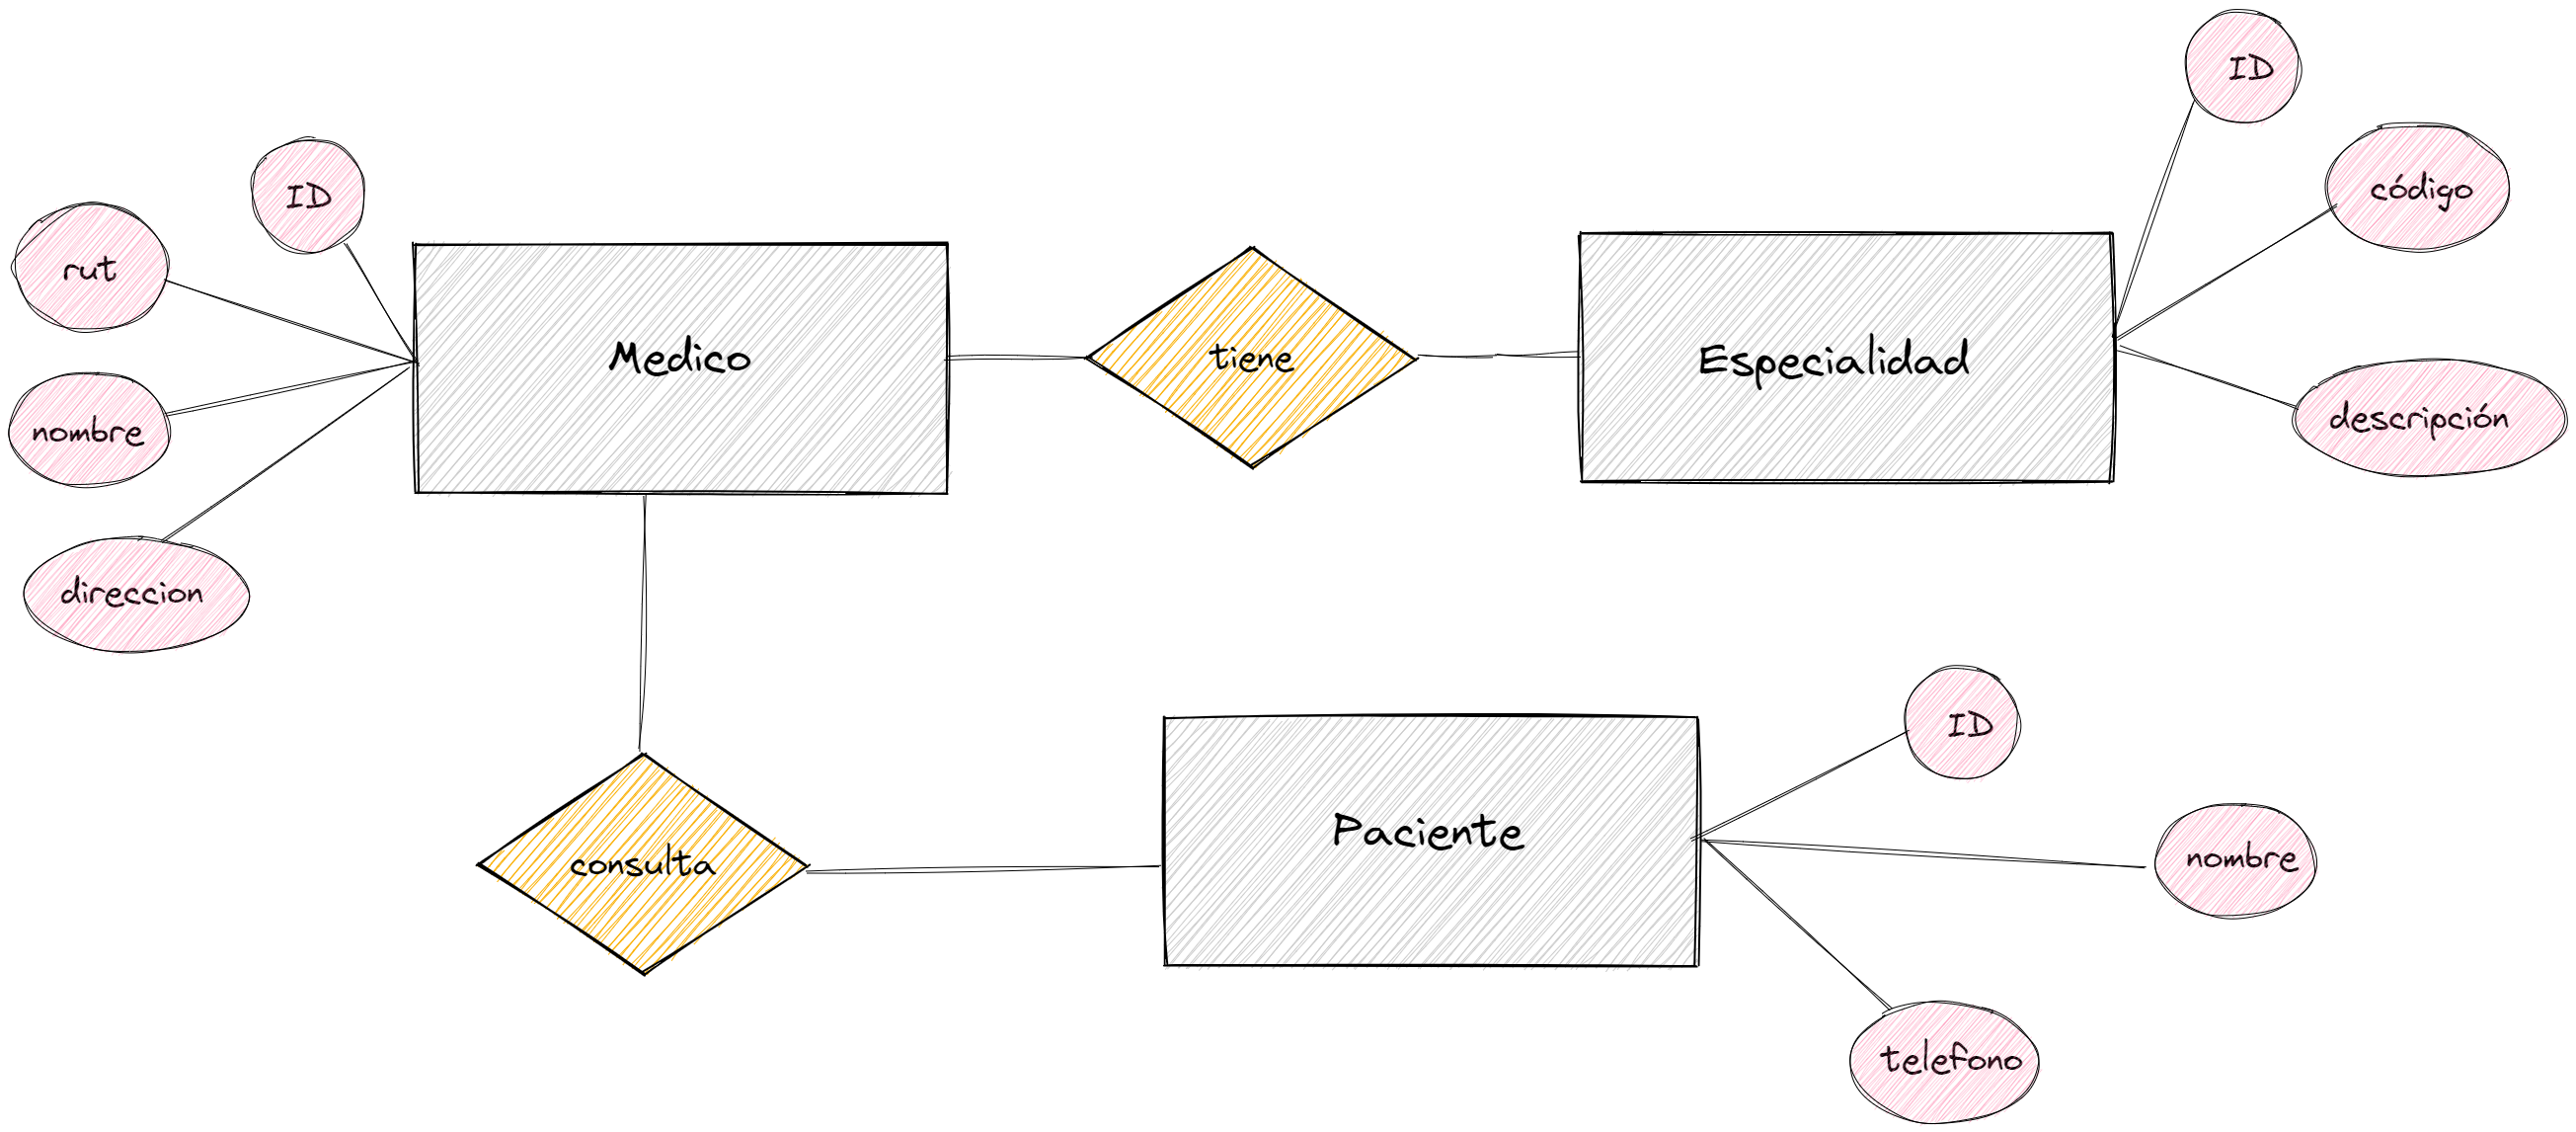 ID
código
ID
rut
Medico
tiene
Especialidad
nombre
descripción
direccion
ID
Paciente
consulta
nombre
telefono